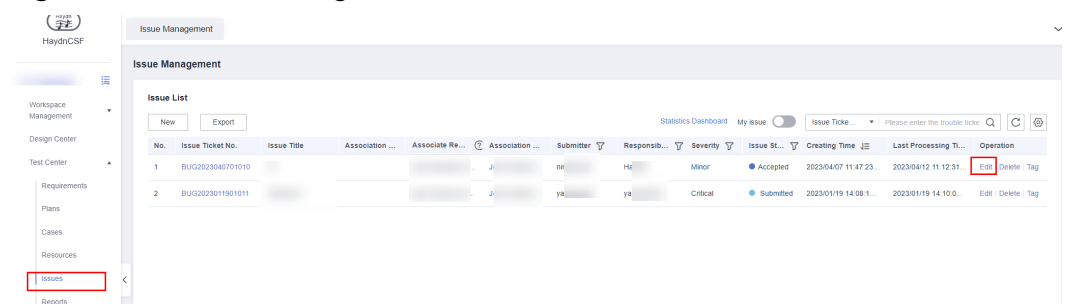 HaydnCSF
Issue Management
Issue Management
Workspace
Management
Design Center
Test Center
Requirements
Plans
Cases
Resources
Issues
Reports
Issue List
New Export Statistics Dashboard My issue: Issue Ticke... Please enter the trouble ticke
No. Issue Ticket No. Issue Title Association ... Associate Re... Association ... Submitter Responsib... Severity Issue St... Creating Time Last Processing Ti... Operation
1 BUG2023040701010 Minor Accepted 2023/04/07 11:47:23... 2023/04/12 11:12:31... Edit Delete Tag
2 BUG2023011901011 ya ya Critical Submitted 2023/01/19 14:08:1... 2023/01/19 14:10:0... Edit Delete Tag